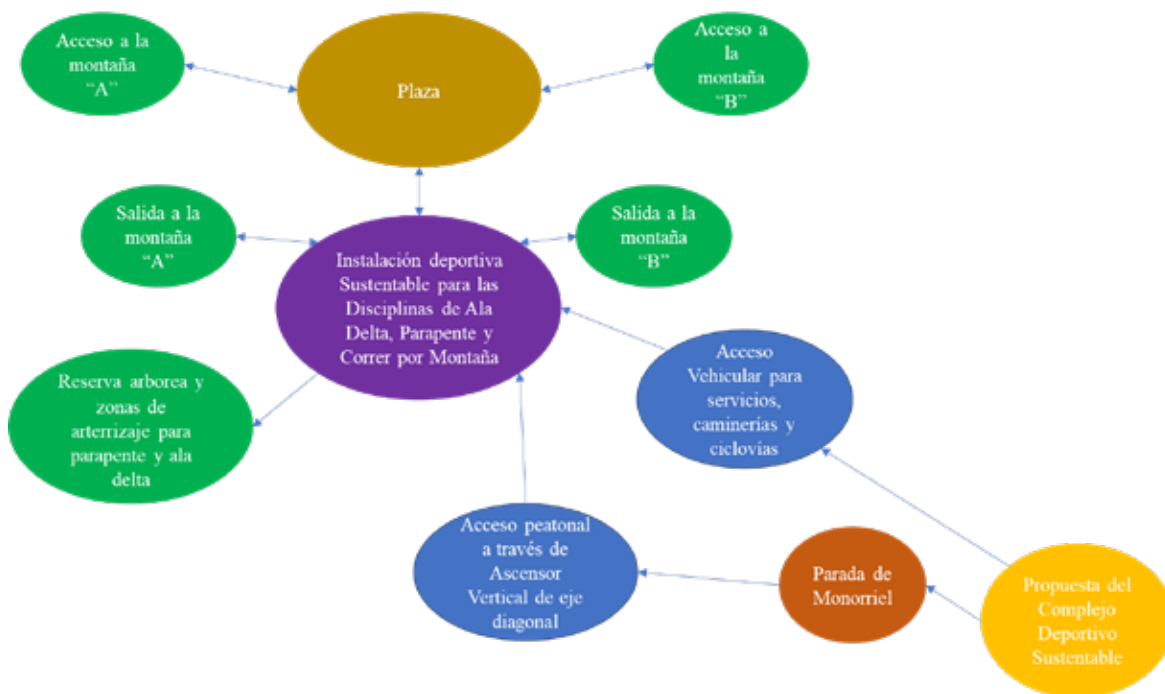 Acceso a la
montaña
“A”
Plaza
Acceso a
la
montaña
“B”
Salida a la
montaña
“A”
Salida a la
montaña
“B”
Instalación deportiva
Sustentable para las
Disciplinas de Ala
Delta, Parapente y
Correr por Montaña
Reserva arborea y
zonas de
arterrizaje para
parapente y ala
delta
Acceso
Vehicular para
servicios,
caminerías y
ciclovías
Acceso peatonal
a través de
Ascensor
Vertical de eje
diagonal
Parada de
Monorriel
Propuesta del
Complejo
Deportivo
Sustentable